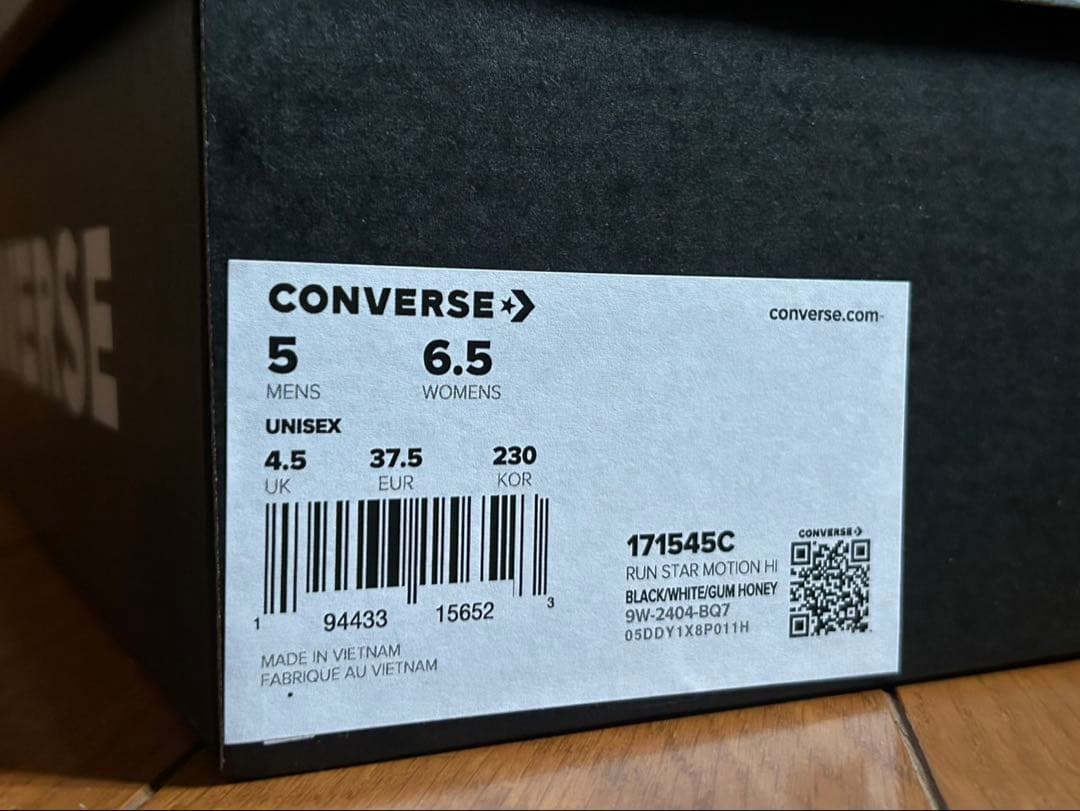 CONVERSE
converse.com
5 6.5
MENS WOMENS
UNISEX
4.5 37.5 230
UK EUR KOR
1 94433 15652 3
MADE IN VIETNAM
FABRIQUE AU VIETNAM
171545C
RUN STAR MOTION HI
BLACK/WHITE/GUM HONEY
9W-2404-BQ7
05DDY1X8P011H
CONVERSE
VERSE